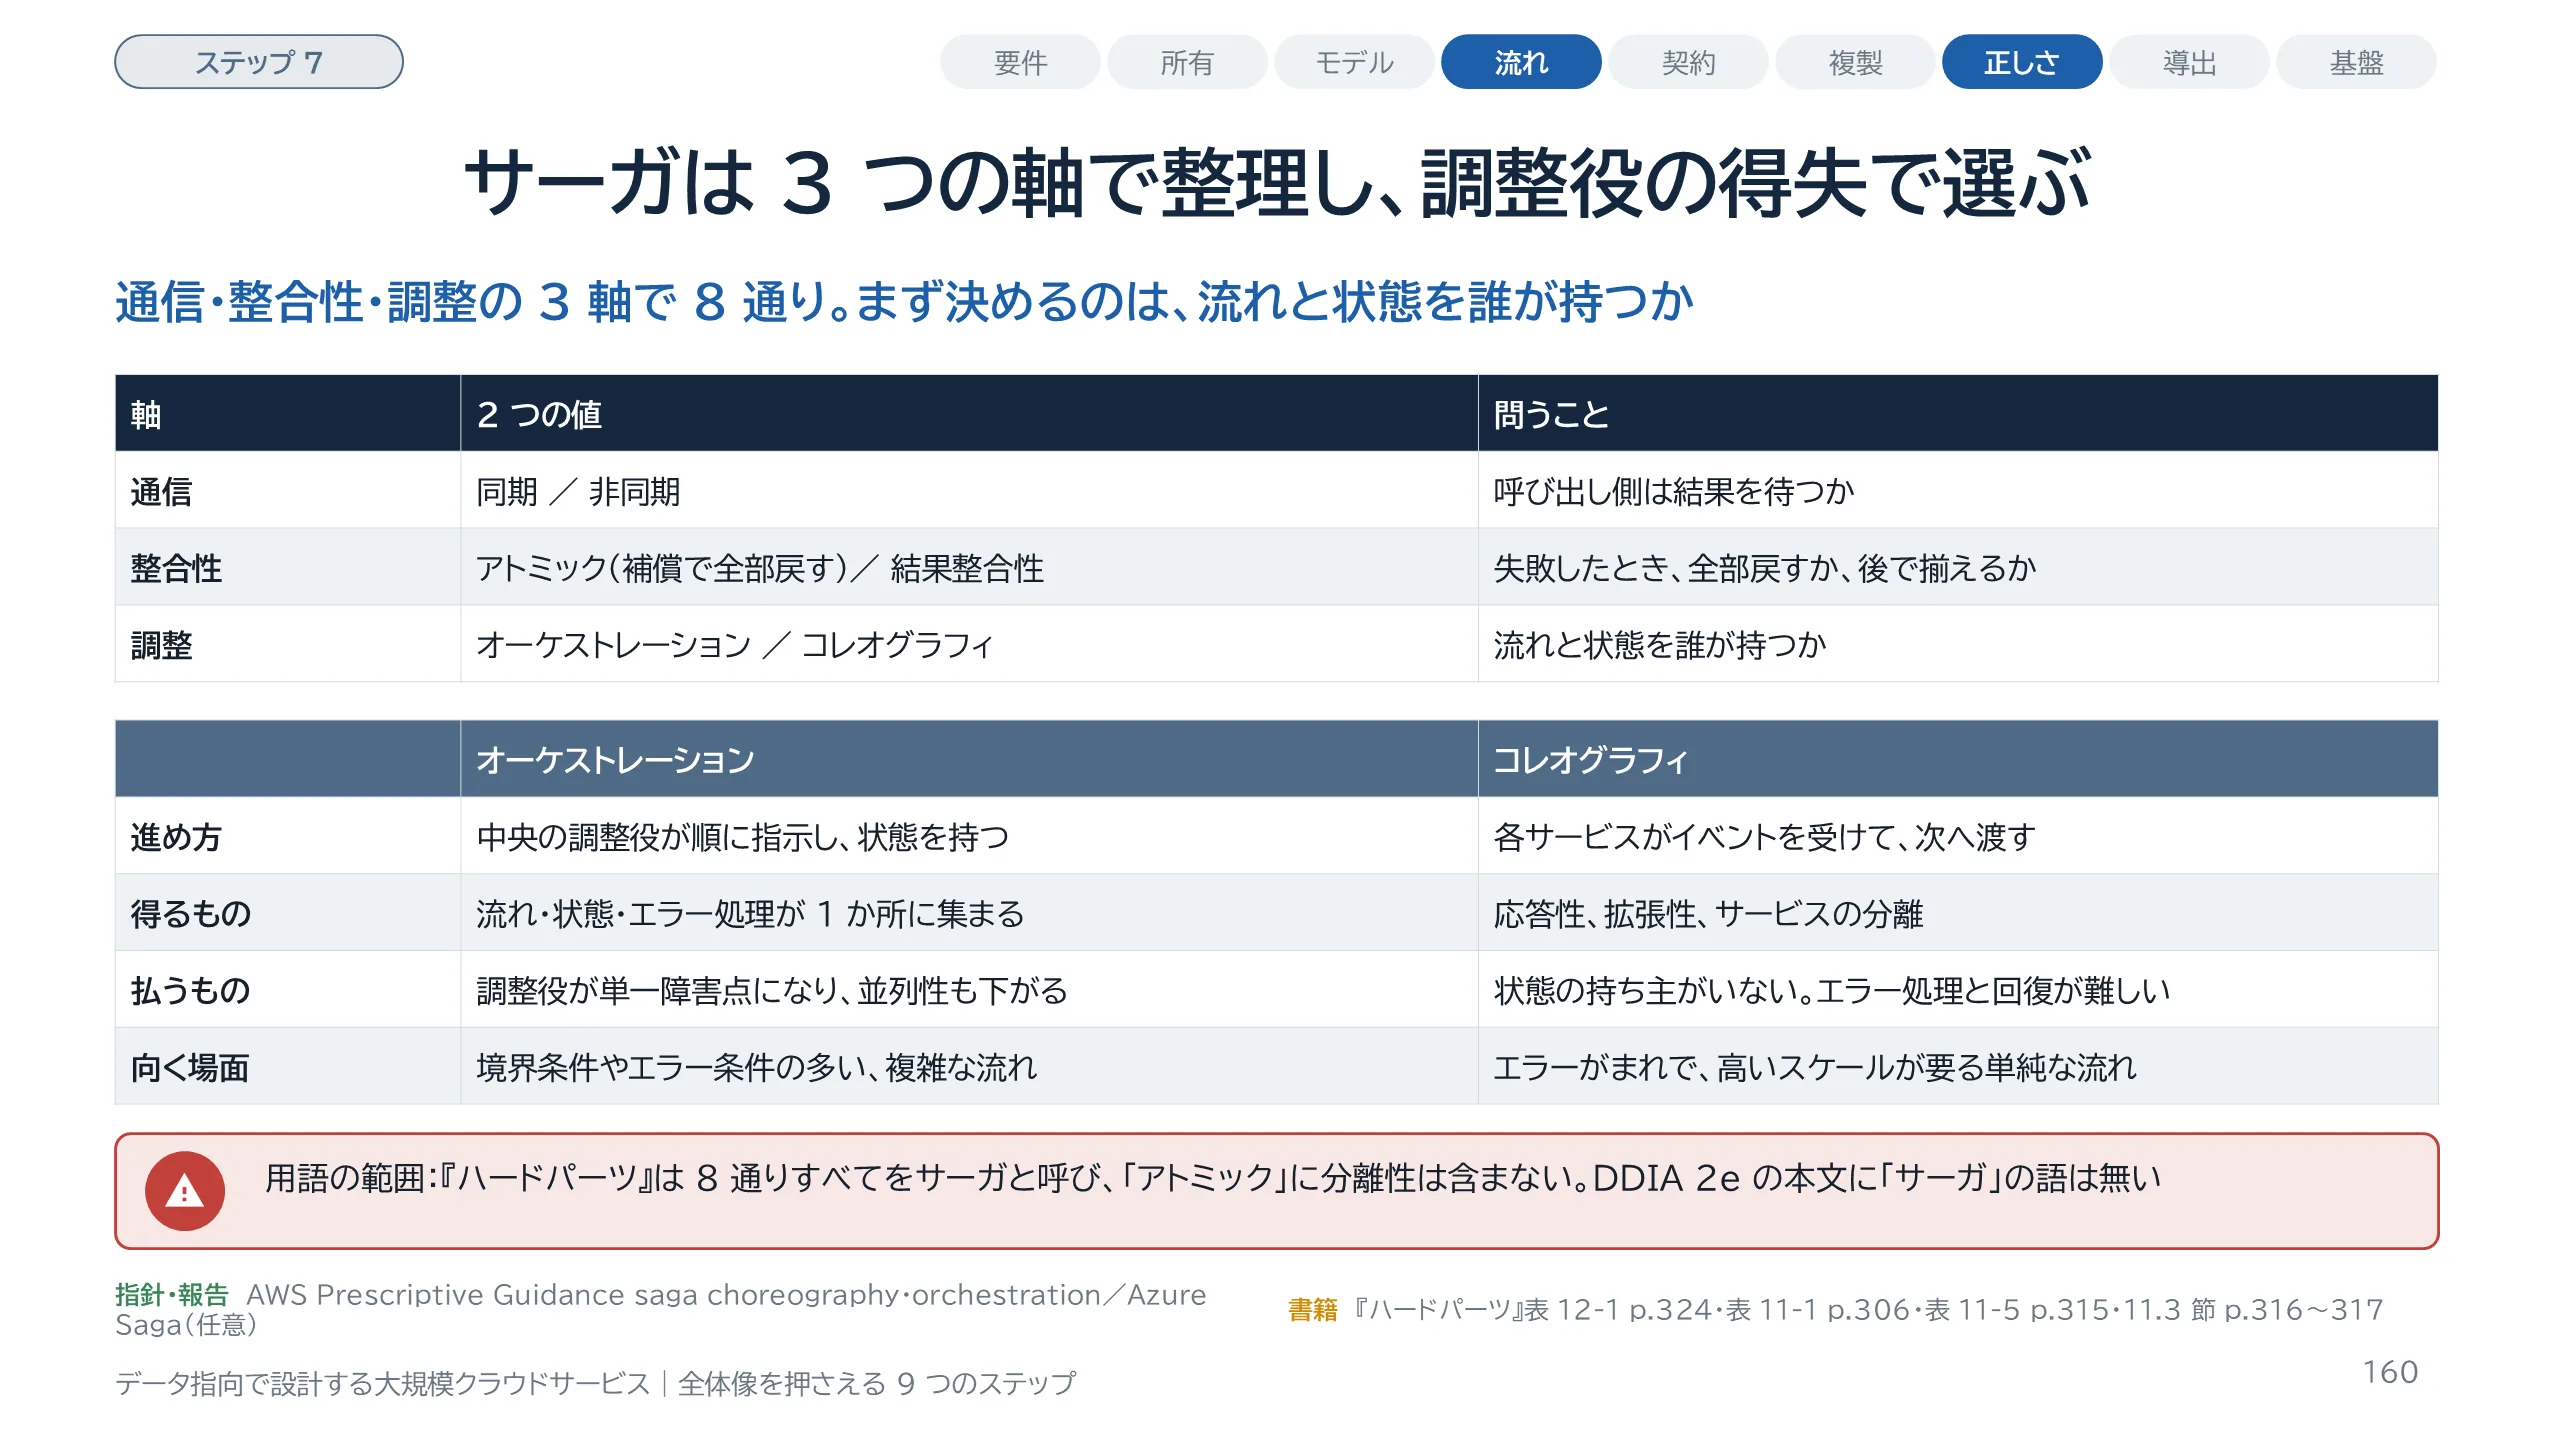 ステップ 7
要件 所有 モデル 流れ 契約 複製 正しさ 導出 基盤
サーガは 3 つの軸で整理し、調整役の得失で選ぶ
通信・整合性・調整の 3 軸で 8 通り。まず決めるのは、流れと状態を誰が持つか
軸 2 つの値 問うこと
通信 同期 ／ 非同期 呼び出し側は結果を待つか
整合性 アトミック（補償で全部戻す）／ 結果整合性 失敗したとき、全部戻すか、後で揃えるか
調整 オーケストレーション ／ コレオグラフィ 流れと状態を誰が持つか
オーケストレーション コレオグラフィ
進め方 中央の調整役が順に指示し、状態を持つ 各サービスがイベントを受けて、次へ渡す
得るもの 流れ・状態・エラー処理が 1 か所に集まる 応答性、拡張性、サービスの分離
払うもの 調整役が単一障害点になり、並列性も下がる 状態の持ち主がいない。エラー処理と回復が難しい
向く場面 境界条件やエラー条件の多い、複雑な流れ エラーがまれで、高いスケールが要る単純な流れ
用語の範囲：『ハードパーツ』は 8 通りすべてをサーガと呼び、「アトミック」に分離性は含まない。DDIA 2e の本文に「サーガ」の語は無い
指針・報告 AWS Prescriptive Guidance saga choreography・orchestration／Azure
Saga（任意）
書籍 『ハードパーツ』表 12-1 p.324・表 11-1 p.306・表 11-5 p.315・11.3 節 p.316～317
データ指向で設計する大規模クラウドサービス｜全体像を押さえる 9 つのステップ
160